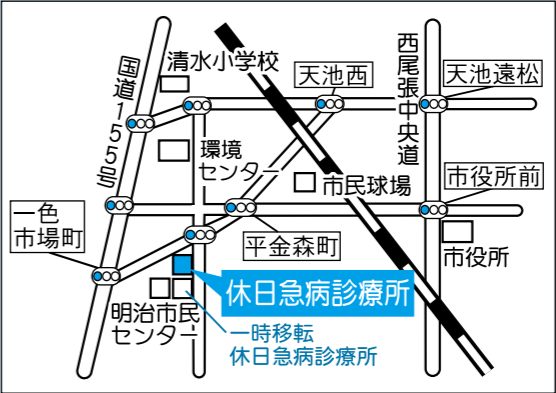 国道155号
清水小学校
天池西
西尾張中央道
天池遠松
環境
センター
市民球場
市役所前
一色
市場町
平金森町
市役所
休日急病診療所
明治市民
センター
一時移転
休日急病診療所